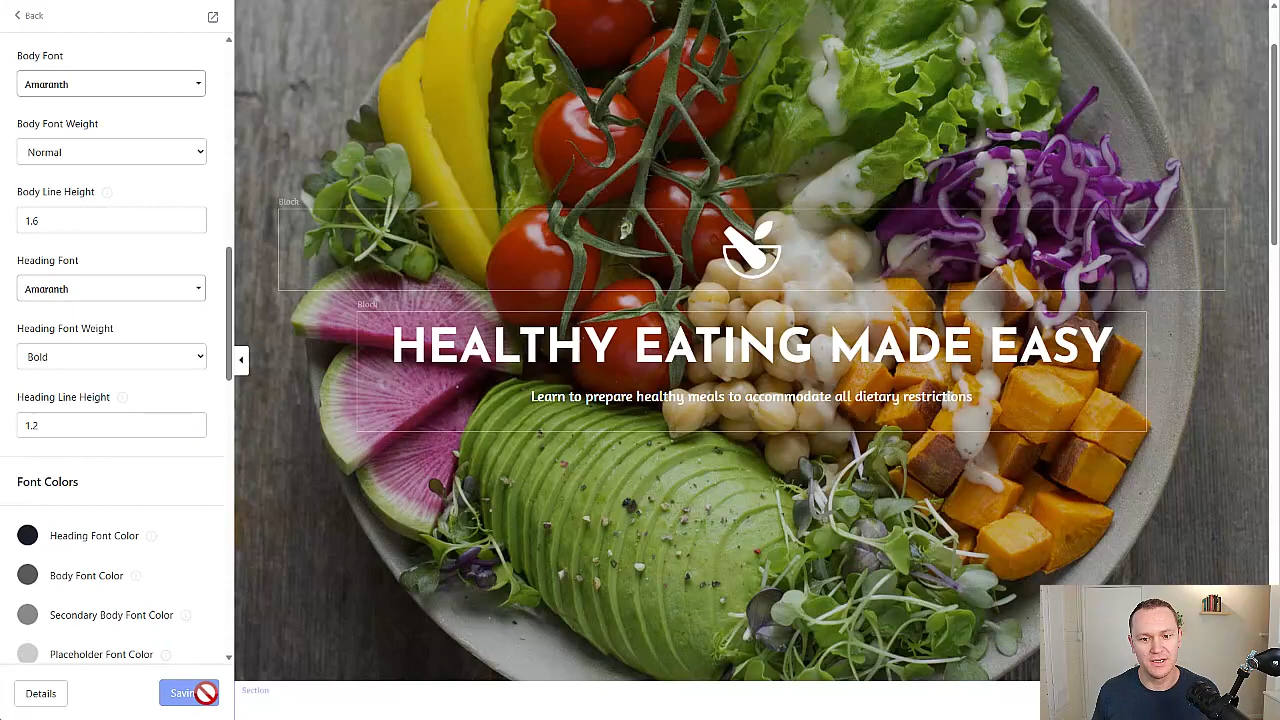 Back
Body Font
Amaranth
Body Font Weight
Normal
Body Line Height
1.6
Heading Font
Amaranth
Heading Font Weight
Bold
Heading Line Height
1.2
Font Colors
Heading Font Color
Body Font Color
Secondary Body Font Color
Placeholder Font Color
Details
Block
Block
HEALTHY EATING MADE EASY
Learn to prepare healthy meals to accommodate all dietary restrictions
Section